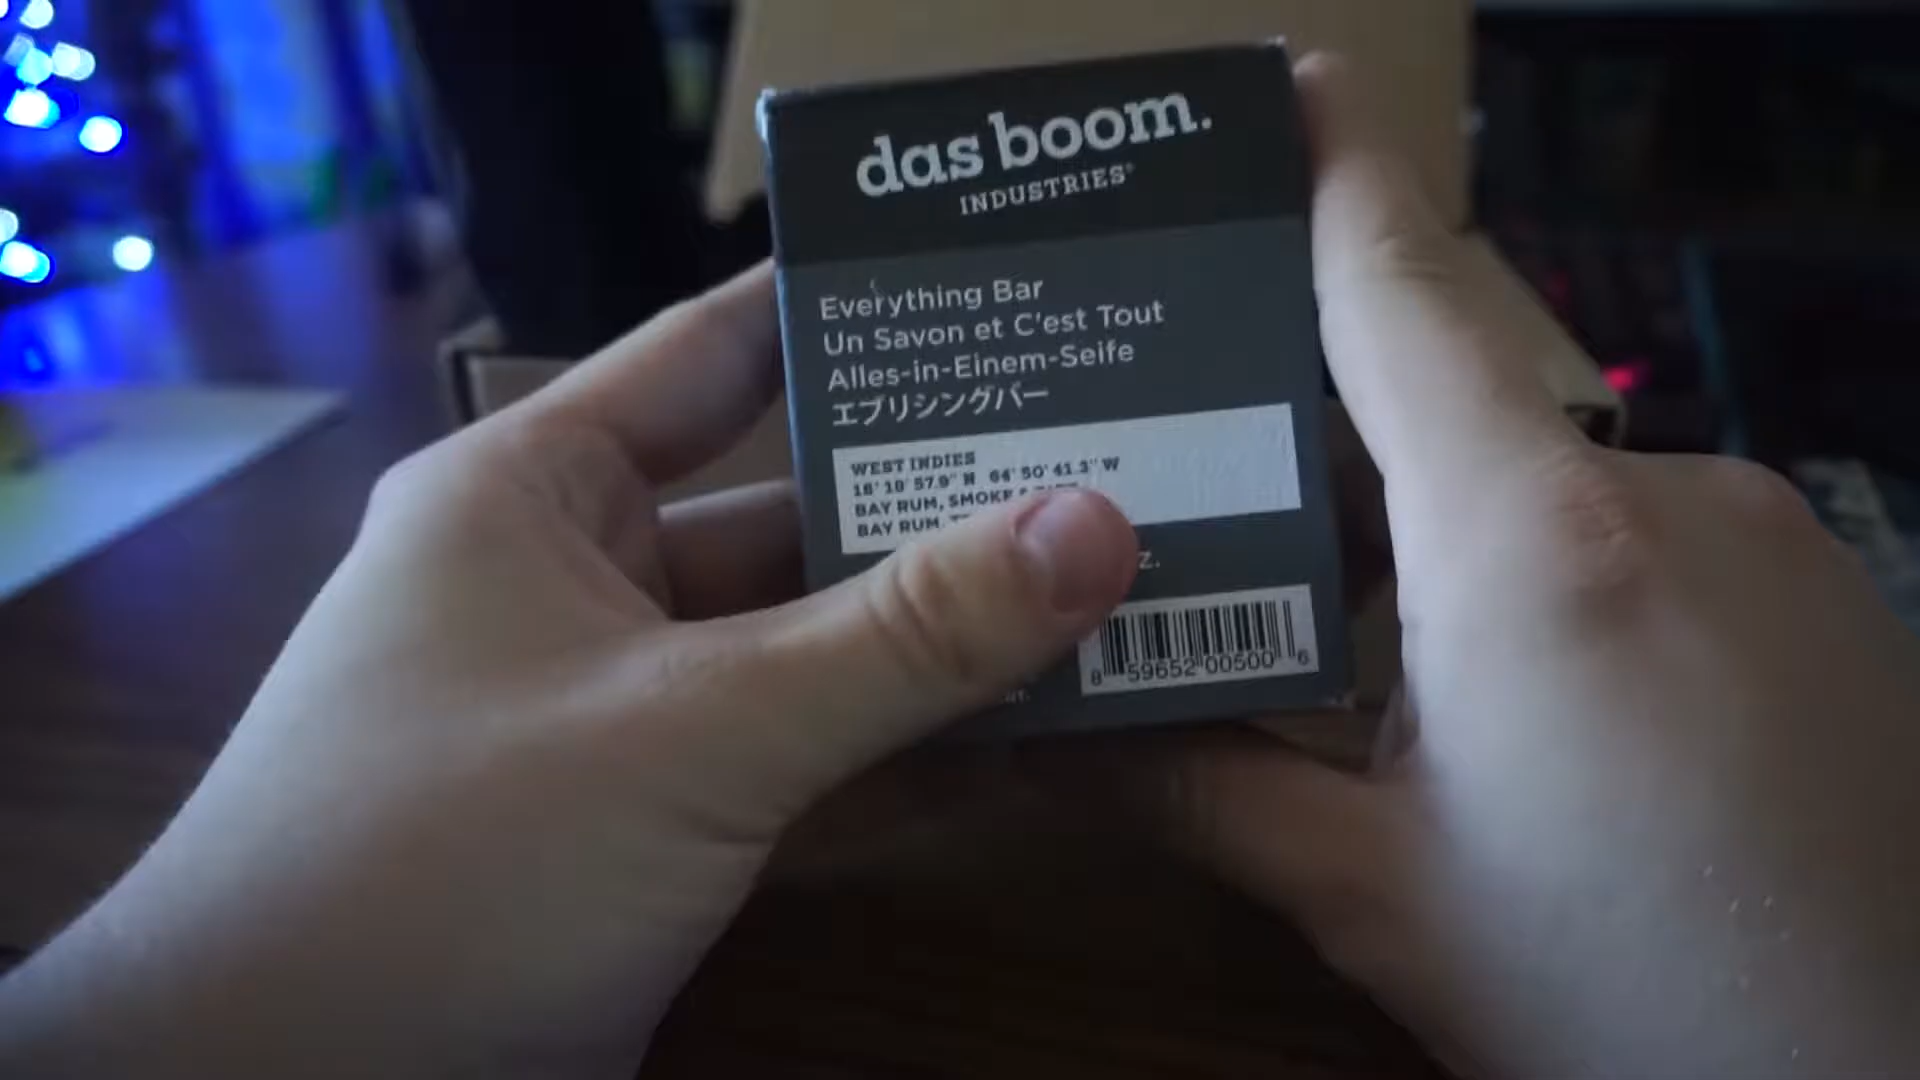 das boom.
INDUSTRIES
Everything Bar
Un Savon et C'est Tout
Alles-in-Einem-Seife
エブリシングバー
WEST INDIES
18° 18' 57.9" N 64° 50' 41.3" W
BAY RUM, SMOKE &
BAY RUM,
z.
8 59652 00500 6